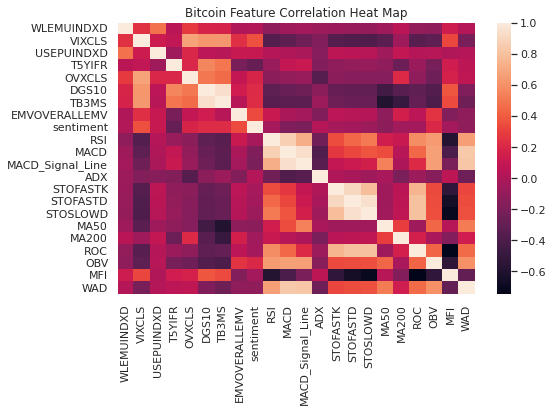 Bitcoin Feature Correlation Heat Map
WLEMUINDXD
VIXCLS
USEPUINDXD
T5YIFR
OVXCLS
DGS10
TB3MS
EMVOVERALLEMV
sentiment
RSI
MACD
MACD_Signal_Line
ADX
STOFASTK
STOFASTD
STOSLOWD
MA50
MA200
ROC
OBV
MFI
WAD
WLEMUINDXD
VIXCLS
USEPUINDXD
T5YIFR
OVXCLS
DGS10
TB3MS
EMVOVERALLEMV
sentiment
RSI
MACD
MACD_Signal_Line
ADX
STOFASTK
STOFASTD
STOSLOWD
MA50
MA200
ROC
OBV
MFI
WAD
1.0
0.8
0.6
0.4
0.2
0.0
−0.2
−0.4
−0.6